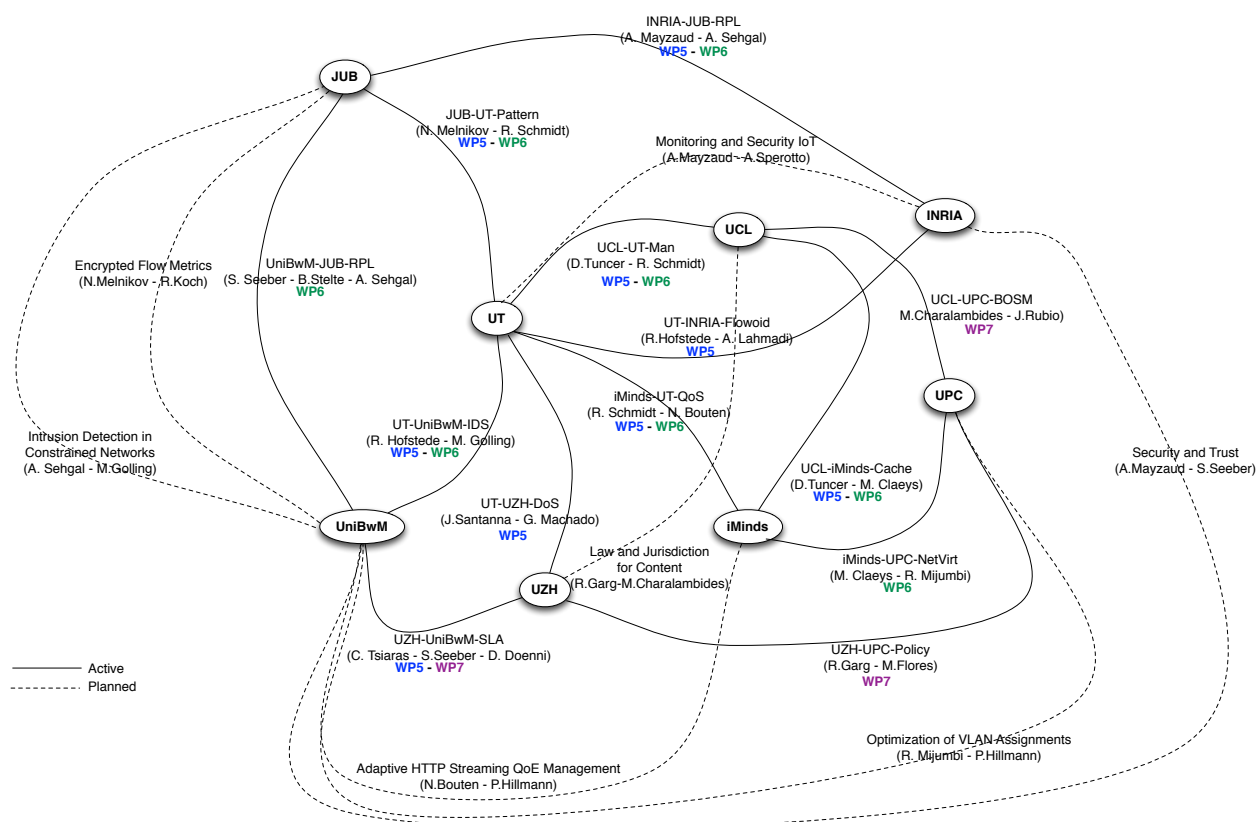 INRIA-JUB-RPL
(A. Mayzaud - A. Sehgal)
WP5 - WP6
JUB
JUB-UT-Pattern
(N. Melnikov - R. Schmidt)
WP5 - WP6
Monitoring and Security IoT
(A.Mayzaud - A.Sperotto)
INRIA
UCL
UCL-UT-Man
(D.Tuncer - R. Schmidt)
WP5 - WP6
Encrypted Flow Metrics
(N.Melnikov - R.Koch)
UniBwM-JUB-RPL
(S. Seeber - B.Stelte - A. Sehgal)
WP6
UCL-UPC-BOSM
M.Charalambides - J.Rubio)
WP7
UT
UT-INRIA-Flowoid
(R.Hofstede - A. Lahmadi)
WP5
UPC
iMinds-UT-QoS
(R. Schmidt - N. Bouten)
WP5 - WP6
UT-UniBwM-IDS
(R. Hofstede - M. Golling)
WP5 - WP6
Intrusion Detection in
Constrained Networks
(A. Sehgal - M.Golling)
Security and Trust
(A.Mayzaud - S.Seeber)
UCL-iMinds-Cache
(D.Tuncer - M. Claeys)
WP5 - WP6
UT-UZH-DoS
(J.Santanna - G. Machado)
WP5
UniBwM
iMinds
Law and Jurisdiction
for Content
(R.Garg-M.Charalambides)
iMinds-UPC-NetVirt
(M. Claeys - R. Mijumbi)
WP6
UZH
UZH-UniBwM-SLA
(C. Tsiaras - S.Seeber - D. Doenni)
WP5 - WP7
UZH-UPC-Policy
(R.Garg - M.Flores)
WP7
Active
Planned
Optimization of VLAN Assignments
(R. Mijumbi - P.Hillmann)
Adaptive HTTP Streaming QoE Management
(N.Bouten - P.Hillmann)